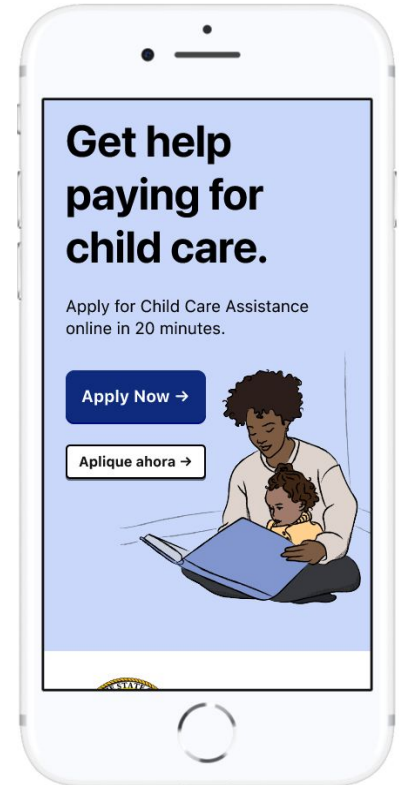 Get help
paying for
child care.
Apply for Child Care Assistance
online in 20 minutes.
Apply Now →
Aplique ahora →
STATE